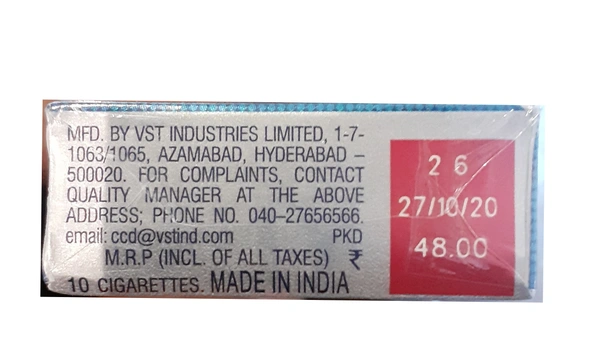 MFD. BY VST INDUSTRIES LIMITED, 1-7-
1063/1065, AZAMABAD, HYDERABAD –
500020. FOR COMPLAINTS, CONTACT
QUALITY MANAGER AT THE ABOVE
ADDRESS; PHONE NO. 040–27656566.
email: ccd@vstind.com PKD
M.R.P (INCL. OF ALL TAXES) ₹
10 CIGARETTES. MADE IN INDIA
2 6
27/10/20
48.00